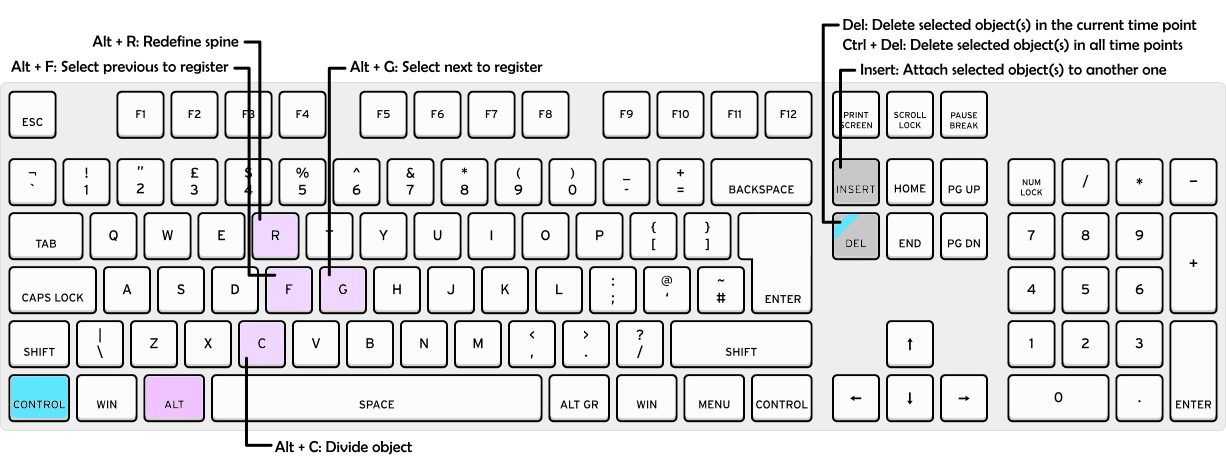 Del: Delete selected object(s) in the current time point
Alt + R: Redefine spine
Ctrl + Del: Delete selected object(s) in all time points
Alt + F: Select previous to register
Alt + G: Select next to register
Insert: Attach selected object(s) to another one
ESC
F1
F2
F3
F4
F5
F6
F7
F8
F9
F10
F11
F12
PRINT
SCREEN
SCROLL
LOCK
PAUSE
BREAK
¬
`
!
1
"
2
£
3
$
4
%
5
^
6
&
7
*
8
(
9
)
0
_
-
+
=
BACKSPACE
INSERT
HOME
PG UP
NUM
LOCK
/
*
-
TAB
Q
W
E
R
T
Y
U
I
O
P
{
[
}
]
DEL
END
PG DN
7
8
9
+
CAPS LOCK
A
S
D
F
G
H
J
K
L
:
;
@
'
~
#
ENTER
4
5
6
SHIFT
|
\
Z
X
C
V
B
N
M
<
,
>
.
?
/
SHIFT
↑
1
2
3
ENTER
CONTROL
WIN
ALT
SPACE
ALT GR
WIN
MENU
CONTROL
←
↓
→
0
.
Alt + C: Divide object